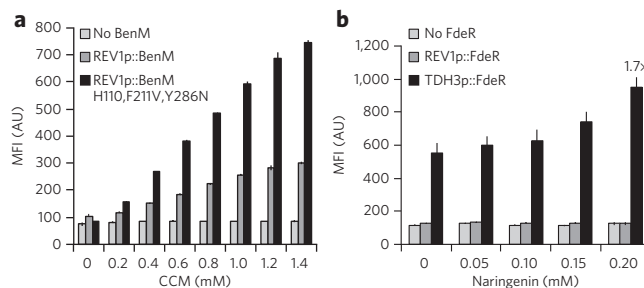 a
No BenM
REV1p::BenM
REV1p::BenM
H110,F211V,Y286N
MFI (AU)
800
700
600
500
400
300
200
100
0
0 0.2 0.4 0.6 0.8 1.0 1.2 1.4
CCM (mM)
b
No FdeR
REV1p::FdeR
TDH3p::FdeR
1.7×
MFI (AU)
1,200
1,000
800
600
400
200
0
0 0.05 0.10 0.15 0.20
Naringenin (mM)